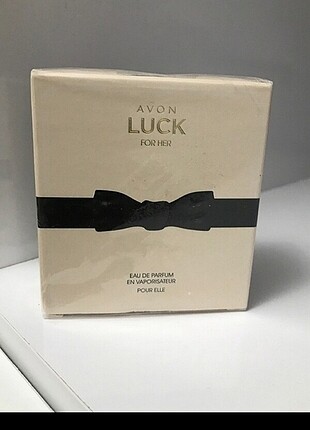 AVON
LUCK
FOR HER
EAU DE PARFUM
EN VAPORISATEUR
POUR ELLE